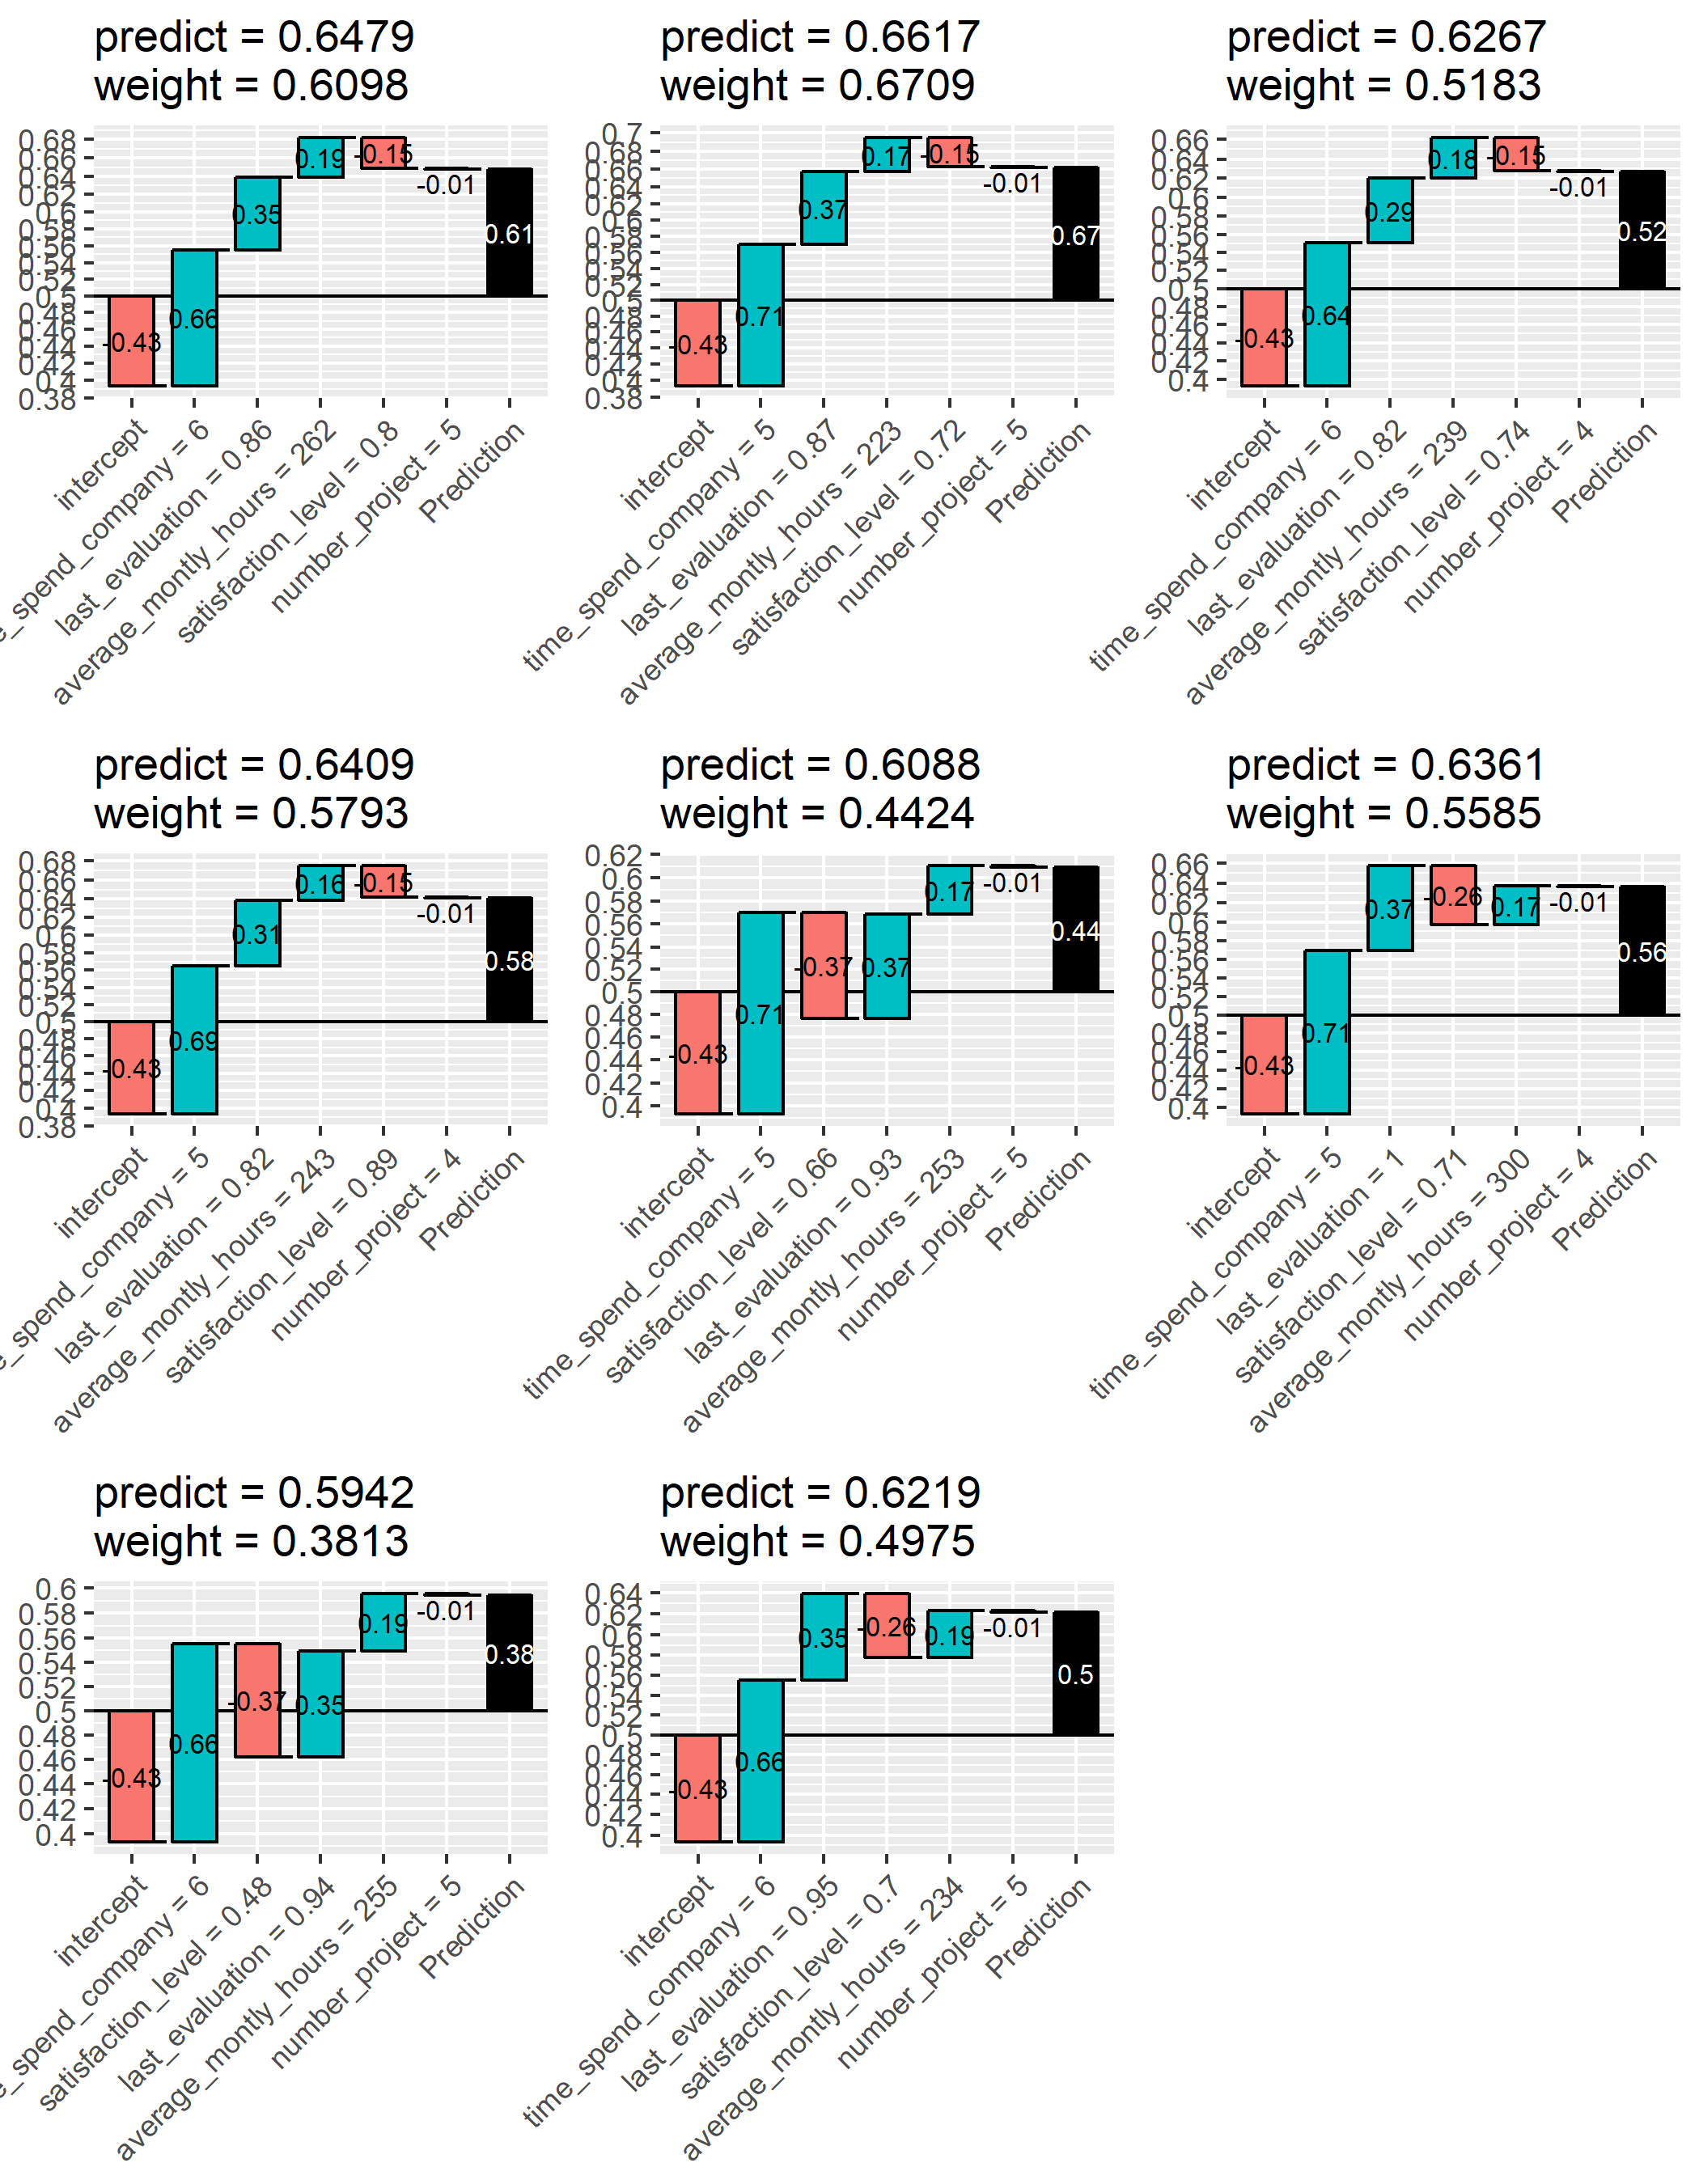 predict = 0.6479
weight = 0.6098
0.68
0.66
0.64
0.62
0.6
0.58
0.56
0.54
0.52
0.5
0.48
0.46
0.44
0.42
0.4
0.38
-0.43
0.66
0.35
0.19
-0.15
-0.01
0.61
intercept
e_spend_company = 6
last_evaluation = 0.86
average_montly_hours = 262
satisfaction_level = 0.8
number_project = 5
Prediction
predict = 0.6617
weight = 0.6709
0.7
0.68
0.66
0.64
0.62
0.6
0.58
0.56
0.54
0.52
0.5
0.48
0.46
0.44
0.42
0.4
0.38
-0.43
0.71
0.37
0.17
-0.15
-0.01
0.67
intercept
time_spend_company = 5
last_evaluation = 0.87
average_montly_hours = 223
satisfaction_level = 0.72
number_project = 5
Prediction
predict = 0.6267
weight = 0.5183
0.66
0.64
0.62
0.6
0.58
0.56
0.54
0.52
0.5
0.48
0.46
0.44
0.42
0.4
-0.43
0.64
0.29
0.18
-0.15
-0.01
0.52
intercept
time_spend_company = 6
last_evaluation = 0.82
average_montly_hours = 239
satisfaction_level = 0.74
number_project = 4
Prediction
predict = 0.6409
weight = 0.5793
0.68
0.66
0.64
0.62
0.6
0.58
0.56
0.54
0.52
0.5
0.48
0.46
0.44
0.42
0.4
0.38
-0.43
0.69
0.31
0.16
-0.15
-0.01
0.58
intercept
e_spend_company = 5
last_evaluation = 0.82
average_montly_hours = 243
satisfaction_level = 0.89
number_project = 4
Prediction
predict = 0.6088
weight = 0.4424
0.62
0.6
0.58
0.56
0.54
0.52
0.5
0.48
0.46
0.44
0.42
0.4
-0.43
0.71
-0.37
0.37
0.17
-0.01
0.44
intercept
time_spend_company = 5
satisfaction_level = 0.66
last_evaluation = 0.93
average_montly_hours = 253
number_project = 5
Prediction
predict = 0.6361
weight = 0.5585
0.66
0.64
0.62
0.6
0.58
0.56
0.54
0.52
0.5
0.48
0.46
0.44
0.42
0.4
-0.43
0.71
0.37
-0.26
0.17
-0.01
0.56
intercept
time_spend_company = 5
last_evaluation = 1
satisfaction_level = 0.71
average_montly_hours = 300
number_project = 4
Prediction
predict = 0.5942
weight = 0.3813
0.6
0.58
0.56
0.54
0.52
0.5
0.48
0.46
0.44
0.42
0.4
-0.43
0.66
-0.37
0.35
0.19
-0.01
0.38
intercept
e_spend_company = 6
satisfaction_level = 0.48
last_evaluation = 0.94
average_montly_hours = 255
number_project = 5
Prediction
predict = 0.6219
weight = 0.4975
0.64
0.62
0.6
0.58
0.56
0.54
0.52
0.5
0.48
0.46
0.44
0.42
0.4
-0.43
0.66
0.35
-0.26
0.19
-0.01
0.5
intercept
time_spend_company = 6
last_evaluation = 0.95
satisfaction_level = 0.7
average_montly_hours = 234
number_project = 5
Prediction